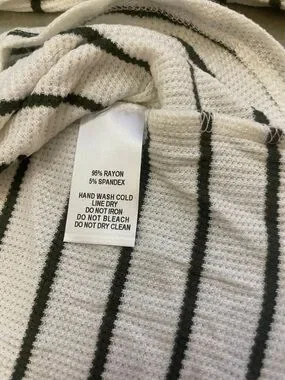 95% RAYON
5% SPANDEX
HAND WASH COLD
LINE DRY
DO NOT IRON
DO NOT BLEACH
DO NOT DRY CLEAN